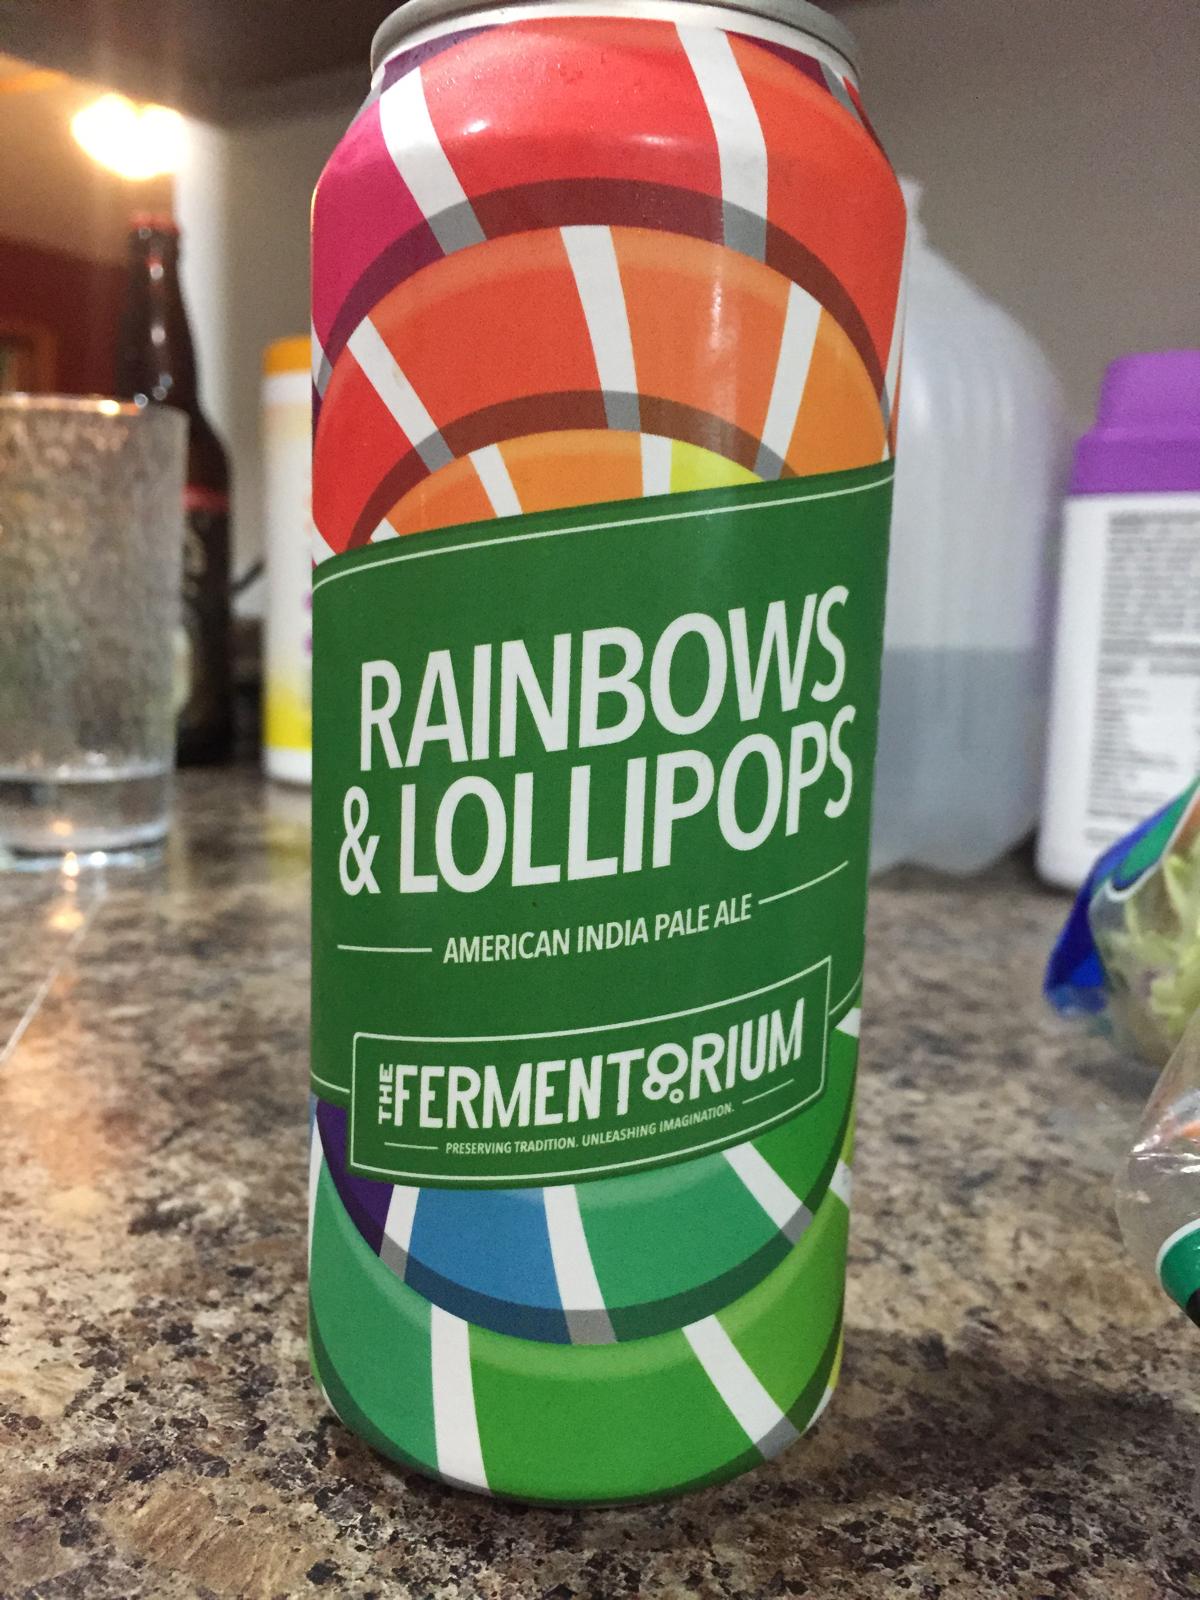 RAINBOWS
& LOLLIPOPS
AMERICAN INDIA PALE ALE
THE FERMENTORIUM
PRESERVING TRADITION. UNLEASHING IMAGINATION.